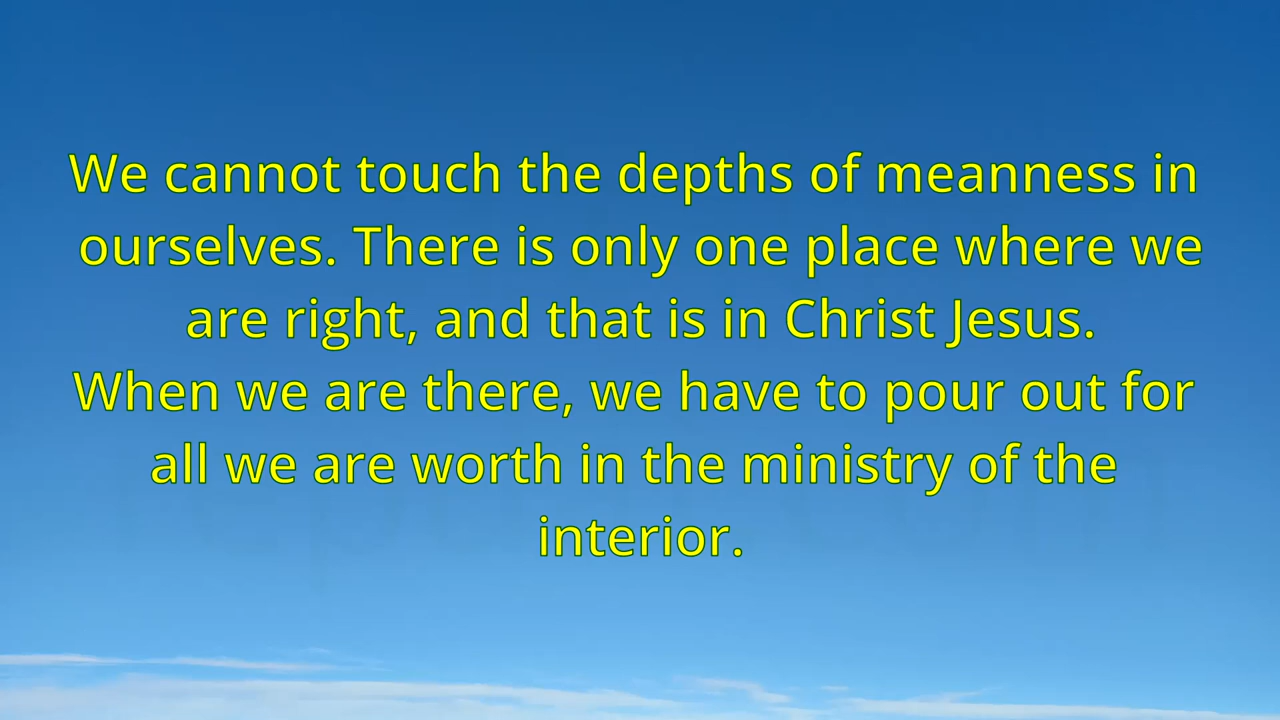 We cannot touch the depths of meanness in
ourselves. There is only one place where we
are right, and that is in Christ Jesus.
When we are there, we have to pour out for
all we are worth in the ministry of the
interior.